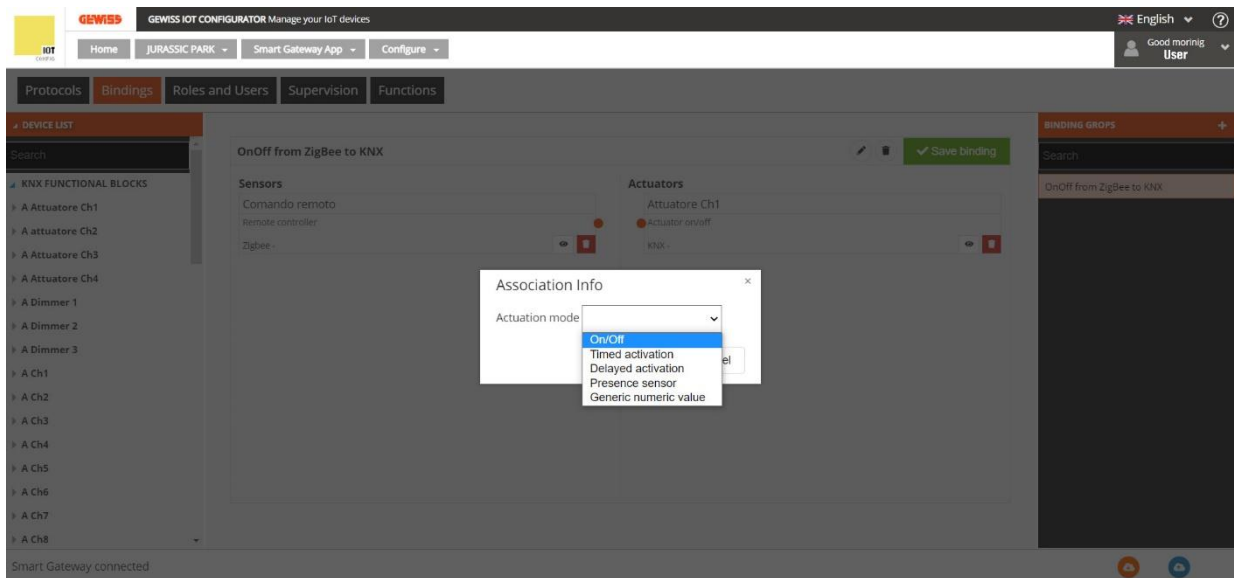 GEWISS GEWISS IOT CONFIGURATOR Manage your IoT devices English ?
IOT CONFIG. Home JURASSIC PARK Smart Gateway App Configure Good morinig User
Protocols Bindings Roles and Users Supervision Functions
DEVICE LIST BINDING GROPS +
Search OnOff from ZigBee to KNX Save binding Search
KNX FUNCTIONAL BLOCKS Sensors Actuators OnOff from ZigBee to KNX
A Attuatore Ch1 Comando remoto Attuatore Ch1
Remote controller Actuator on/off
A attuatore Ch2
A Attuatore Ch3 Zigbee - KNX -
A Attuatore Ch4
Association Info ×
A Dimmer 1
Actuation mode
A Dimmer 2
On/Off
A Dimmer 3
Timed activation
Delayed activation el
A Ch1
Presence sensor
A Ch2
Generic numeric value
A Ch3
A Ch4
A Ch5
A Ch6
A Ch7
A Ch8
Smart Gateway connected